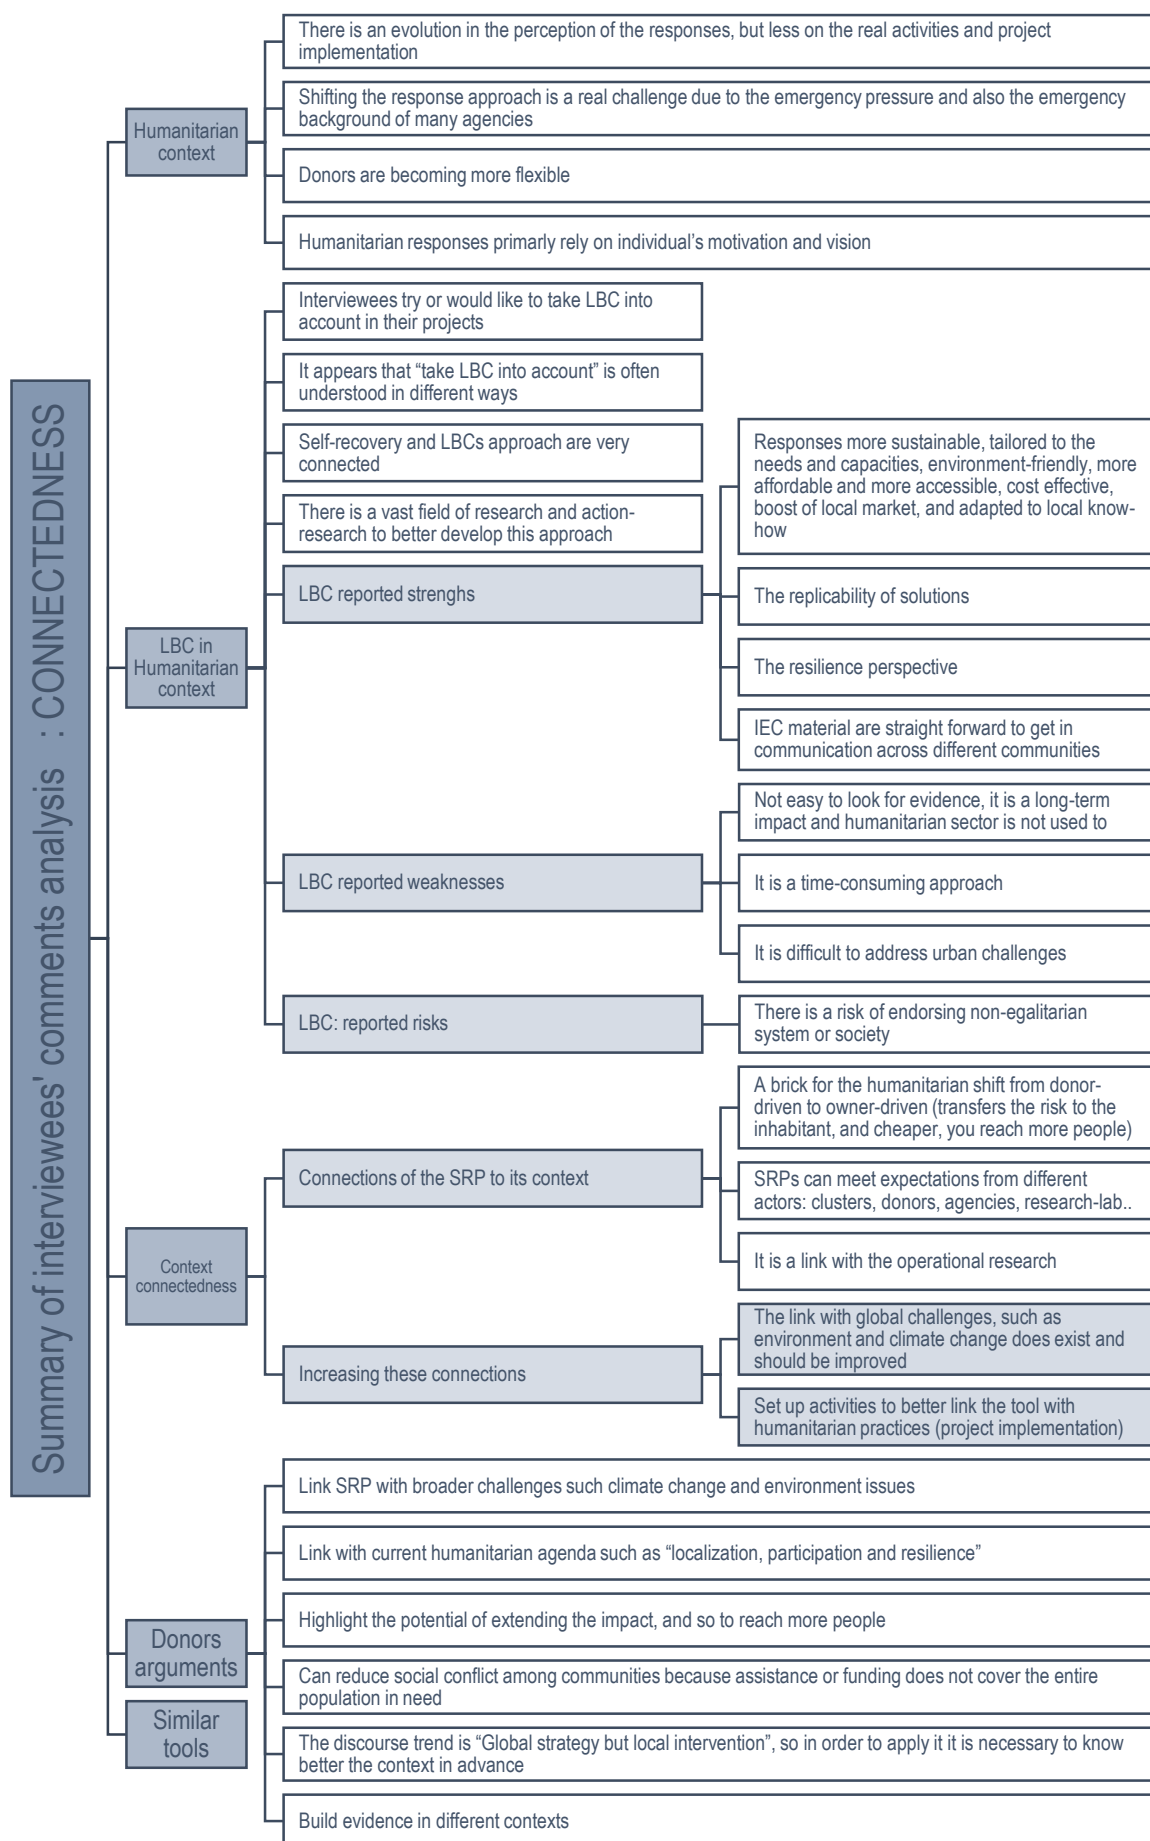 Summary of interviewees' comments analysis : CONNECTEDNESS
Humanitarian
context
There is an evolution in the perception of the responses, but less on the real activities and project
implementation
Shifting the response approach is a real challenge due to the emergency pressure and also the emergency
background of many agencies
Donors are becoming more flexible
Humanitarian responses primarly rely on individual's motivation and vision
LBC in
Humanitarian
context
Interviewees try or would like to take LBC into
account in their projects
It appears that “take LBC into account” is often
understood in different ways
Self-recovery and LBCs approach are very
connected
There is a vast field of research and action-
research to better develop this approach
LBC reported strenghs
Responses more sustainable, tailored to the
needs and capacities, environment-friendly, more
affordable and more accessible, cost effective,
boost of local market, and adapted to local know-
how
The replicability of solutions
The resilience perspective
IEC material are straight forward to get in
communication across different communities
LBC reported weaknesses
Not easy to look for evidence, it is a long-term
impact and humanitarian sector is not used to
It is a time-consuming approach
It is difficult to address urban challenges
LBC: reported risks
There is a risk of endorsing non-egalitarian
system or society
Context
connectedness
Connections of the SRP to its context
A brick for the humanitarian shift from donor-
driven to owner-driven (transfers the risk to the
inhabitant, and cheaper, you reach more people)
SRPs can meet expectations from different
actors: clusters, donors, agencies, research-lab..
It is a link with the operational research
Increasing these connections
The link with global challenges, such as
environment and climate change does exist and
should be improved
Set up activities to better link the tool with
humanitarian practices (project implementation)
Donors
arguments
Link SRP with broader challenges such climate change and environment issues
Link with current humanitarian agenda such as “localization, participation and resilience”
Highlight the potential of extending the impact, and so to reach more people
Can reduce social conflict among communities because assistance or funding does not cover the entire
population in need
The discourse trend is “Global strategy but local intervention”, so in order to apply it it is necessary to know
better the context in advance
Build evidence in different contexts
Similar
tools